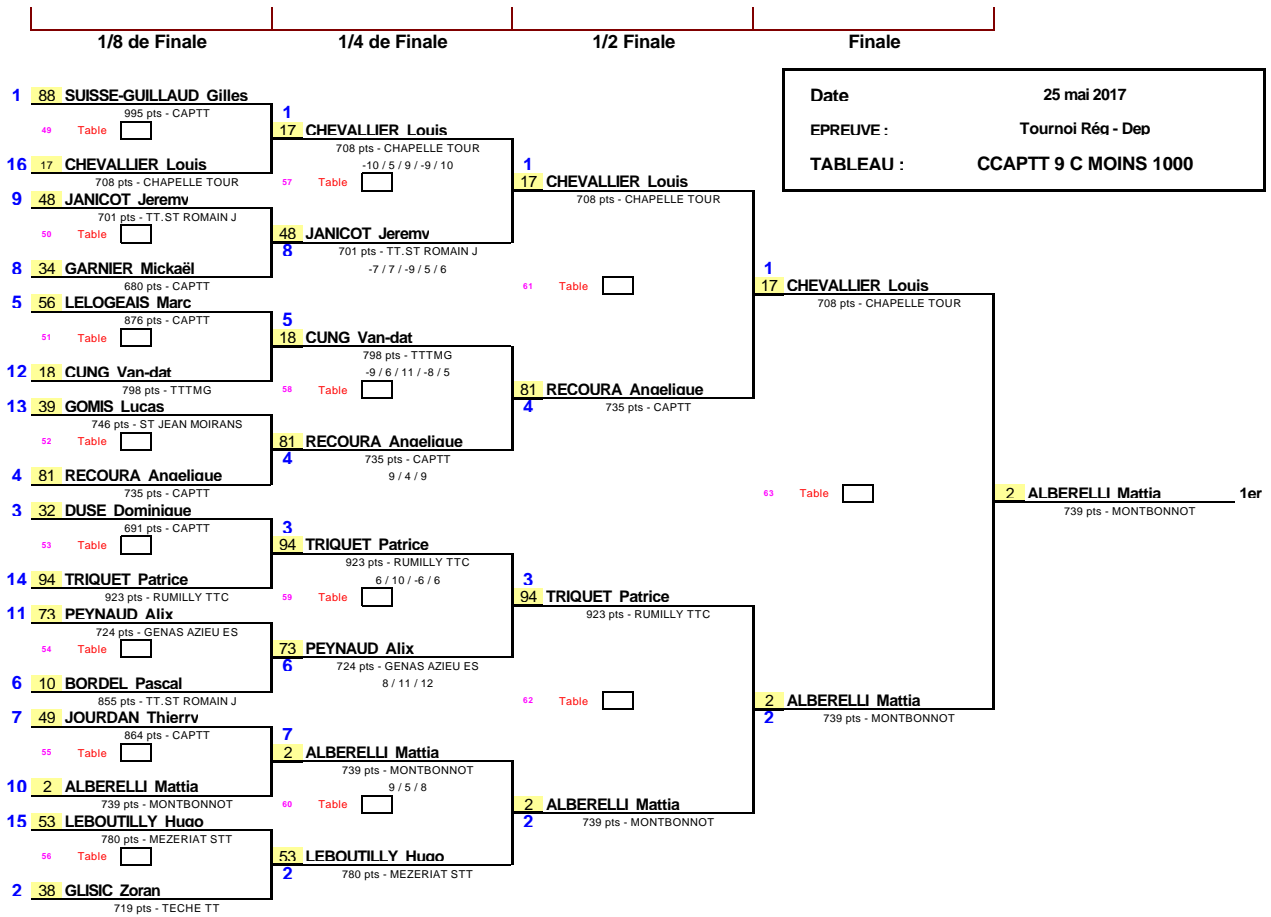 1/8 de Finale
1/4 de Finale
1/2 Finale
Finale
Date 25 mai 2017
EPREUVE : Tournoi Rég - Dep
TABLEAU : CCAPTT 9 C MOINS 1000
1 88 SUISSE-GUILLAUD Gilles
995 pts - CAPTT
49 Table
16 17 CHEVALLIER Louis
708 pts - CHAPELLE TOUR
9 48 JANICOT Jeremy
701 pts - TT.ST ROMAIN J
50 Table
8 34 GARNIER Mickaël
680 pts - CAPTT
5 56 LELOGEAIS Marc
876 pts - CAPTT
51 Table
12 18 CUNG Van-dat
798 pts - TTTMG
13 39 GOMIS Lucas
746 pts - ST JEAN MOIRANS
52 Table
4 81 RECOURA Angelique
735 pts - CAPTT
3 32 DUSE Dominique
691 pts - CAPTT
53 Table
14 94 TRIQUET Patrice
923 pts - RUMILLY TTC
11 73 PEYNAUD Alix
724 pts - GENAS AZIEU ES
54 Table
6 10 BORDEL Pascal
855 pts - TT.ST ROMAIN J
7 49 JOURDAN Thierry
864 pts - CAPTT
55 Table
10 2 ALBERELLI Mattia
739 pts - MONTBONNOT
15 53 LEBOUTILLY Hugo
780 pts - MEZERIAT STT
56 Table
2 38 GLISIC Zoran
719 pts - TECHE TT
1
17 CHEVALLIER Louis
708 pts - CHAPELLE TOUR
-10 / 5 / 9 / -9 / 10
57 Table
48 JANICOT Jeremy
8
701 pts - TT.ST ROMAIN J
-7 / 7 / -9 / 5 / 6
5
18 CUNG Van-dat
798 pts - TTTMG
-9 / 6 / 11 / -8 / 5
58 Table
81 RECOURA Angelique
4
735 pts - CAPTT
9 / 4 / 9
3
94 TRIQUET Patrice
923 pts - RUMILLY TTC
6 / 10 / -6 / 6
59 Table
73 PEYNAUD Alix
6
724 pts - GENAS AZIEU ES
8 / 11 / 12
7
2 ALBERELLI Mattia
739 pts - MONTBONNOT
9 / 5 / 8
60 Table
53 LEBOUTILLY Hugo
2
780 pts - MEZERIAT STT
1
17 CHEVALLIER Louis
708 pts - CHAPELLE TOUR
61 Table
81 RECOURA Angelique
4
735 pts - CAPTT
3
94 TRIQUET Patrice
923 pts - RUMILLY TTC
62 Table
2 ALBERELLI Mattia
2
739 pts - MONTBONNOT
1
17 CHEVALLIER Louis
708 pts - CHAPELLE TOUR
63 Table
2 ALBERELLI Mattia
2
739 pts - MONTBONNOT
2 ALBERELLI Mattia 1er
739 pts - MONTBONNOT